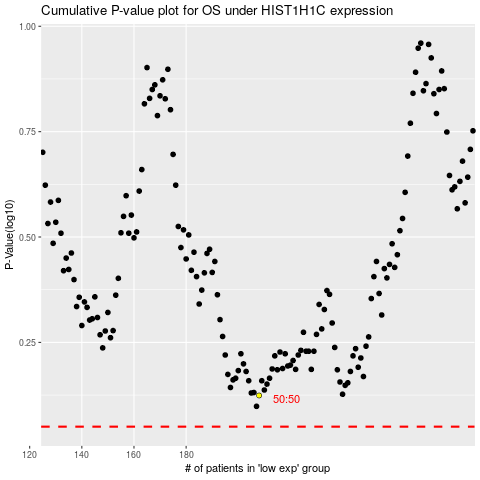 Cumulative P-value plot for OS under HIST1H1C expression
P-Value(log10)
1.00
0.75
0.50
0.25
50:50
120 140 160 180
# of patients in 'low exp' group